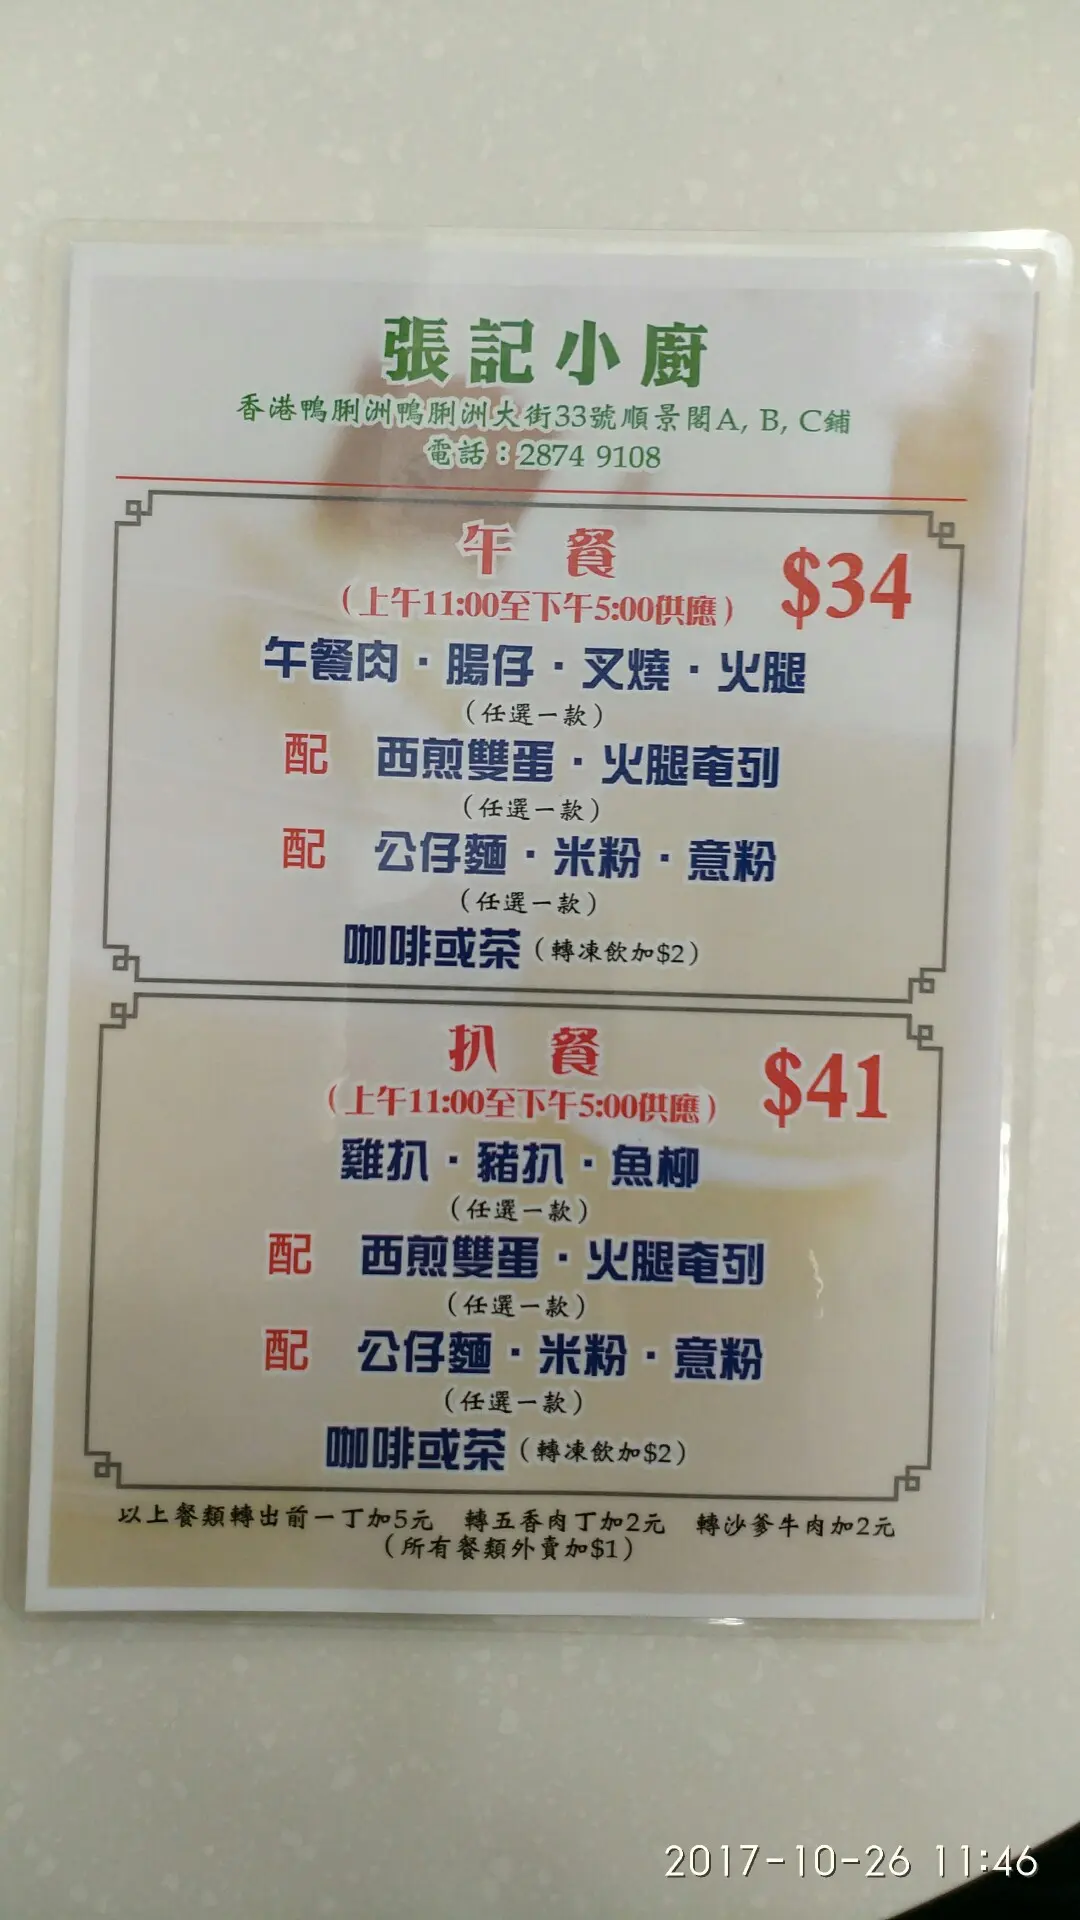 張記小廚
香港鴨脷洲鴨脷洲大街33號順景閣A, B, C鋪
電話：2874 9108
午餐 $34
（上午11:00至下午5:00供應）
午餐肉·腸仔·叉燒·火腿
（任選一款）
配 西煎雙蛋·火腿奄列
（任選一款）
配 公仔麵·米粉·意粉
（任選一款）
咖啡或茶（轉凍飲加$2）
扒餐 $41
（上午11:00至下午5:00供應）
雞扒·豬扒·魚柳
（任選一款）
配 西煎雙蛋·火腿奄列
（任選一款）
配 公仔麵·米粉·意粉
（任選一款）
咖啡或茶（轉凍飲加$2）
以上餐類轉出前一丁加5元 轉五香肉丁加2元 轉沙爹牛肉加2元
（所有餐類外賣加$1）
2017-10-26 11:46